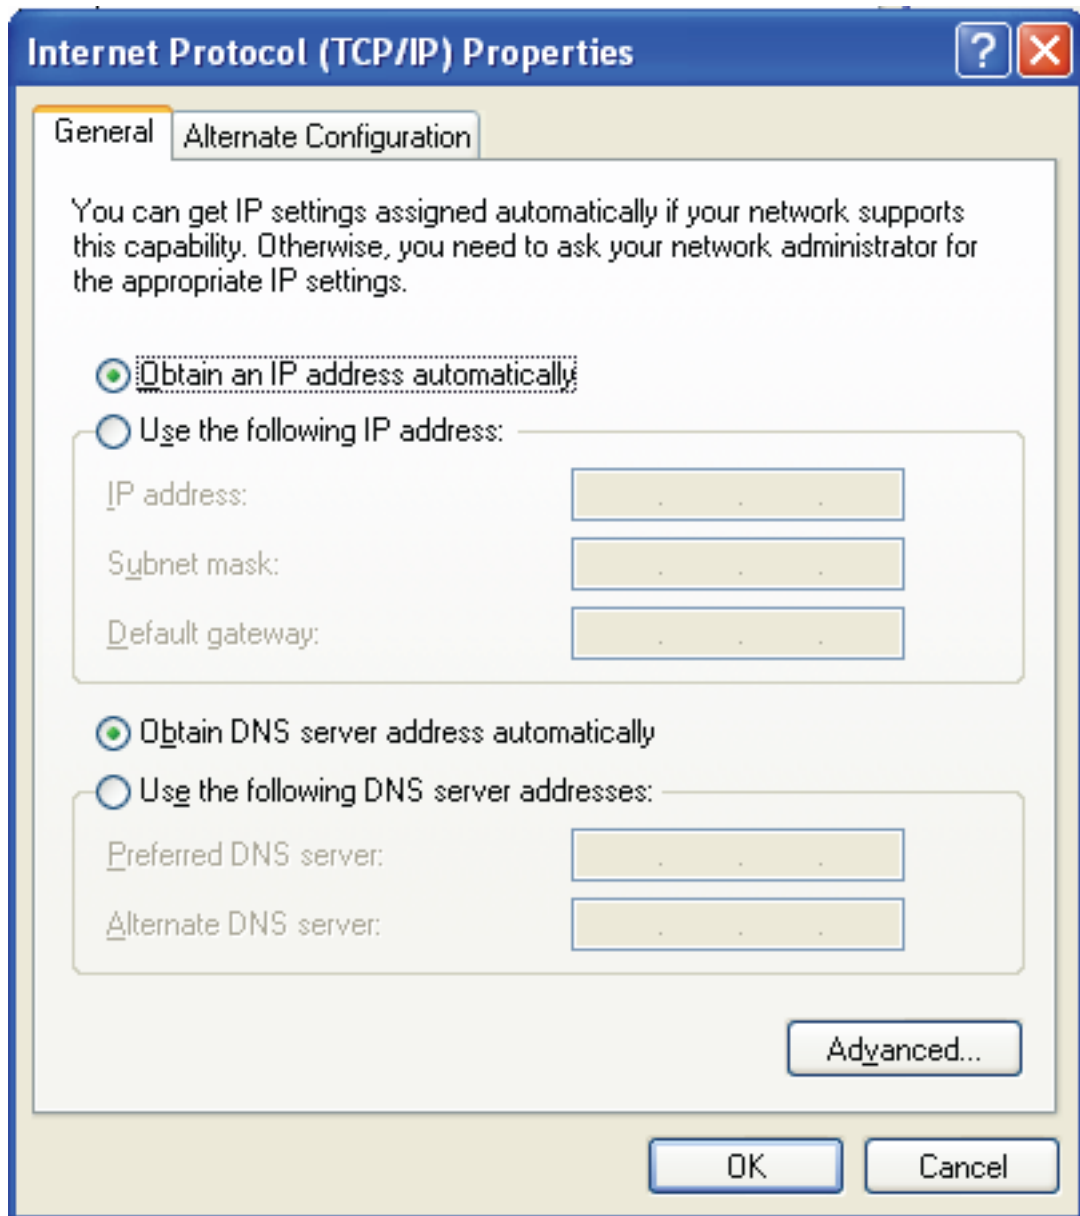 Internet Protocol (TCP/IP) Properties
General
Alternate Configuration
You can get IP settings assigned automatically if your network supports
this capability. Otherwise, you need to ask your network administrator for
the appropriate IP settings.
Obtain an IP address automatically
Use the following IP address:
IP address:
Subnet mask:
Default gateway:
Obtain DNS server address automatically
Use the following DNS server addresses:
Preferred DNS server:
Alternate DNS server:
Advanced...
OK
Cancel